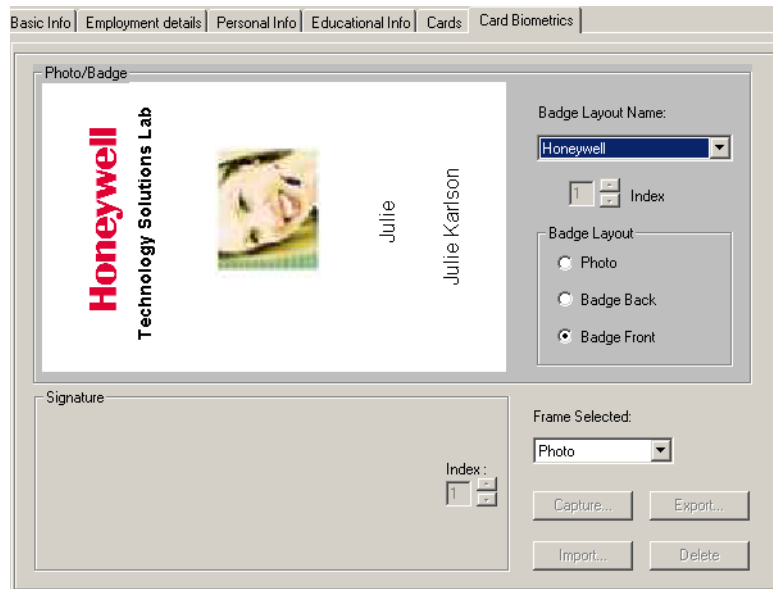 Basic Info
Employment details
Personal Info
Educational Info
Cards
Card Biometrics
Photo/Badge
Honeywell
Technology Solutions Lab
Julie
Julie Karlson
Badge Layout Name:
Honeywell
1
Index
Badge Layout
Photo
Badge Back
Badge Front
Signature
Index :
1
Frame Selected:
Photo
Capture...
Export...
Import...
Delete